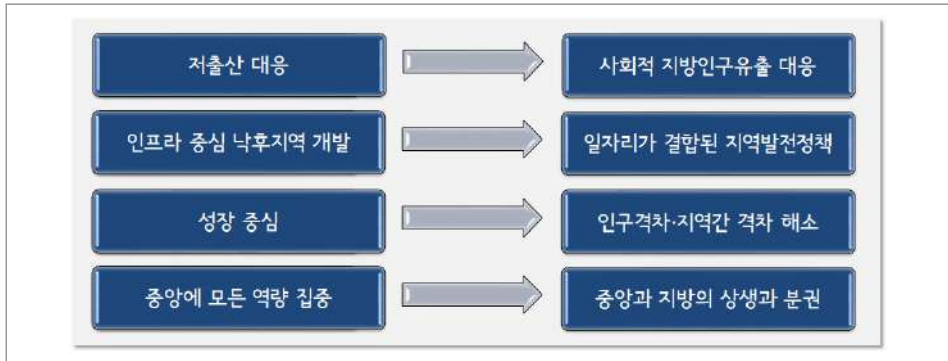 저출산 대응
사회적 지방인구유출 대응
인프라 중심 낙후지역 개발
일자리가 결합된 지역발전정책
성장 중심
인구격차·지역간 격차 해소
중앙에 모든 역량 집중
중앙과 지방의 상생과 분권